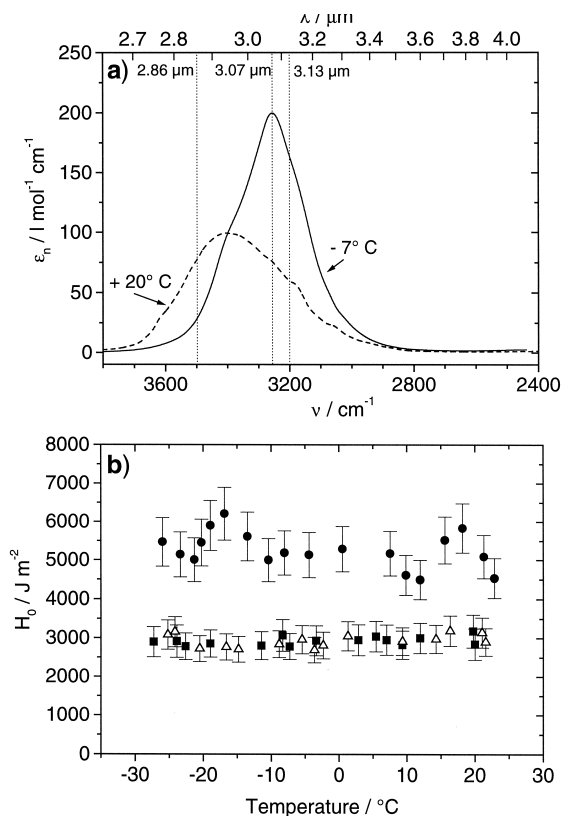 λ / µm
2.7 2.8 3.0 3.2 3.4 3.6 3.8 4.0
250
200
150
100
50
0
a)
2.86 µm 3.07 µm 3.13 µm
εn / l mol-1 cm-1
- 7° C
+ 20° C
3600 3200 2800 2400
ν / cm-1
8000
7000
6000
5000
4000
3000
2000
1000
0
b)
H0 / J m-2
-30 -20 -10 0 10 20 30
Temperature / °C